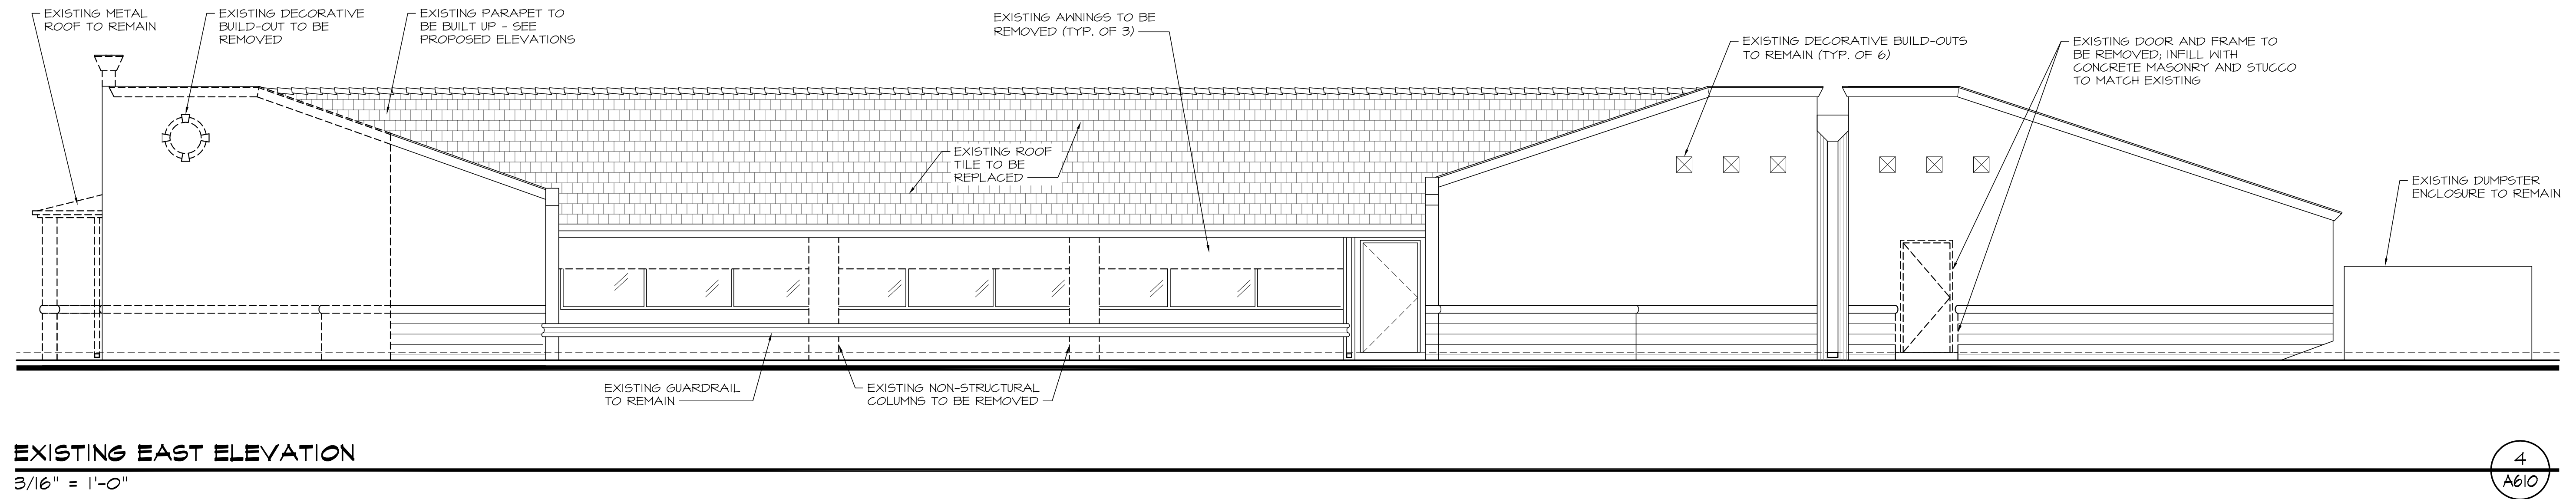 EXISTING METAL
ROOF TO REMAIN
EXISTING DECORATIVE
BUILD-OUT TO BE
REMOVED
EXISTING PARAPET TO
BE BUILT UP - SEE
PROPOSED ELEVATIONS
EXISTING AWNINGS TO BE
REMOVED (TYP. OF 3)
EXISTING DECORATIVE BUILD-OUTS
TO REMAIN (TYP. OF 6)
EXISTING DOOR AND FRAME TO
BE REMOVED; INFILL WITH
CONCRETE MASONRY AND STUCCO
TO MATCH EXISTING
EXISTING ROOF
TILE TO BE
REPLACED
EXISTING DUMPSTER
ENCLOSURE TO REMAIN
EXISTING GUARDRAIL
TO REMAIN
EXISTING NON-STRUCTURAL
COLUMNS TO BE REMOVED
EXISTING EAST ELEVATION
3/16" = 1'-0"
4
A610